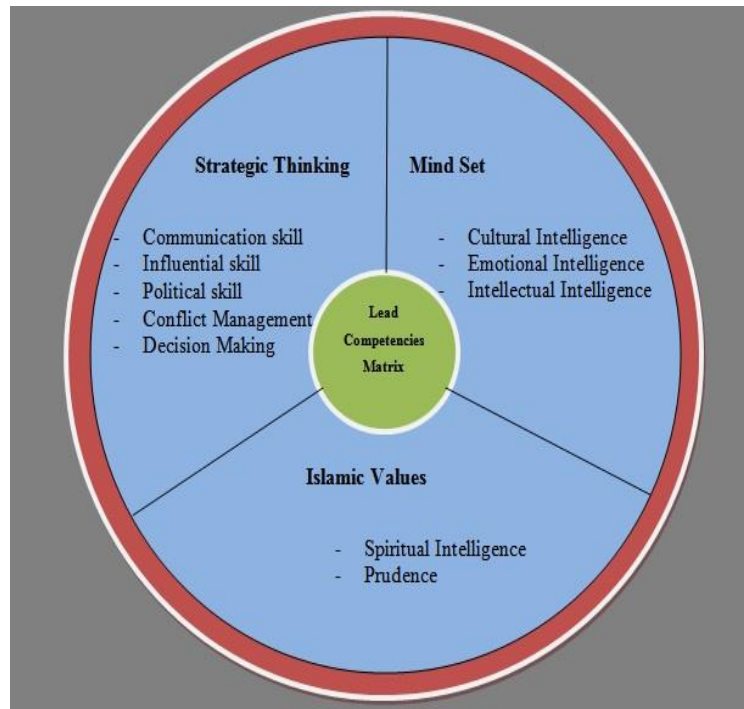 Strategic Thinking
- Communication skill
- Influential skill
- Political skill
- Conflict Management
- Decision Making
Mind Set
- Cultural Intelligence
- Emotional Intelligence
- Intellectual Intelligence
Lead
Competencies
Matrix
Islamic Values
- Spiritual Intelligence
- Prudence